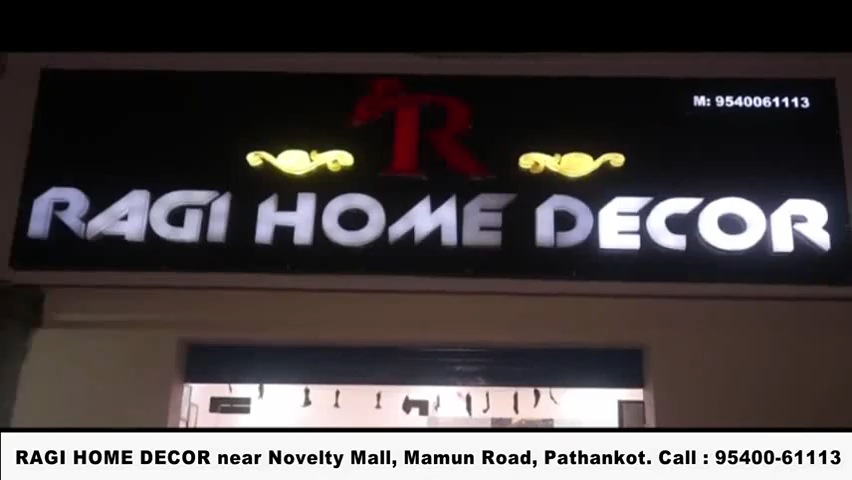 R
M: 9540061113
RAGI HOME DECOR
RAGI HOME DECOR near Novelty Mall, Mamun Road, Pathankot. Call : 95400-61113